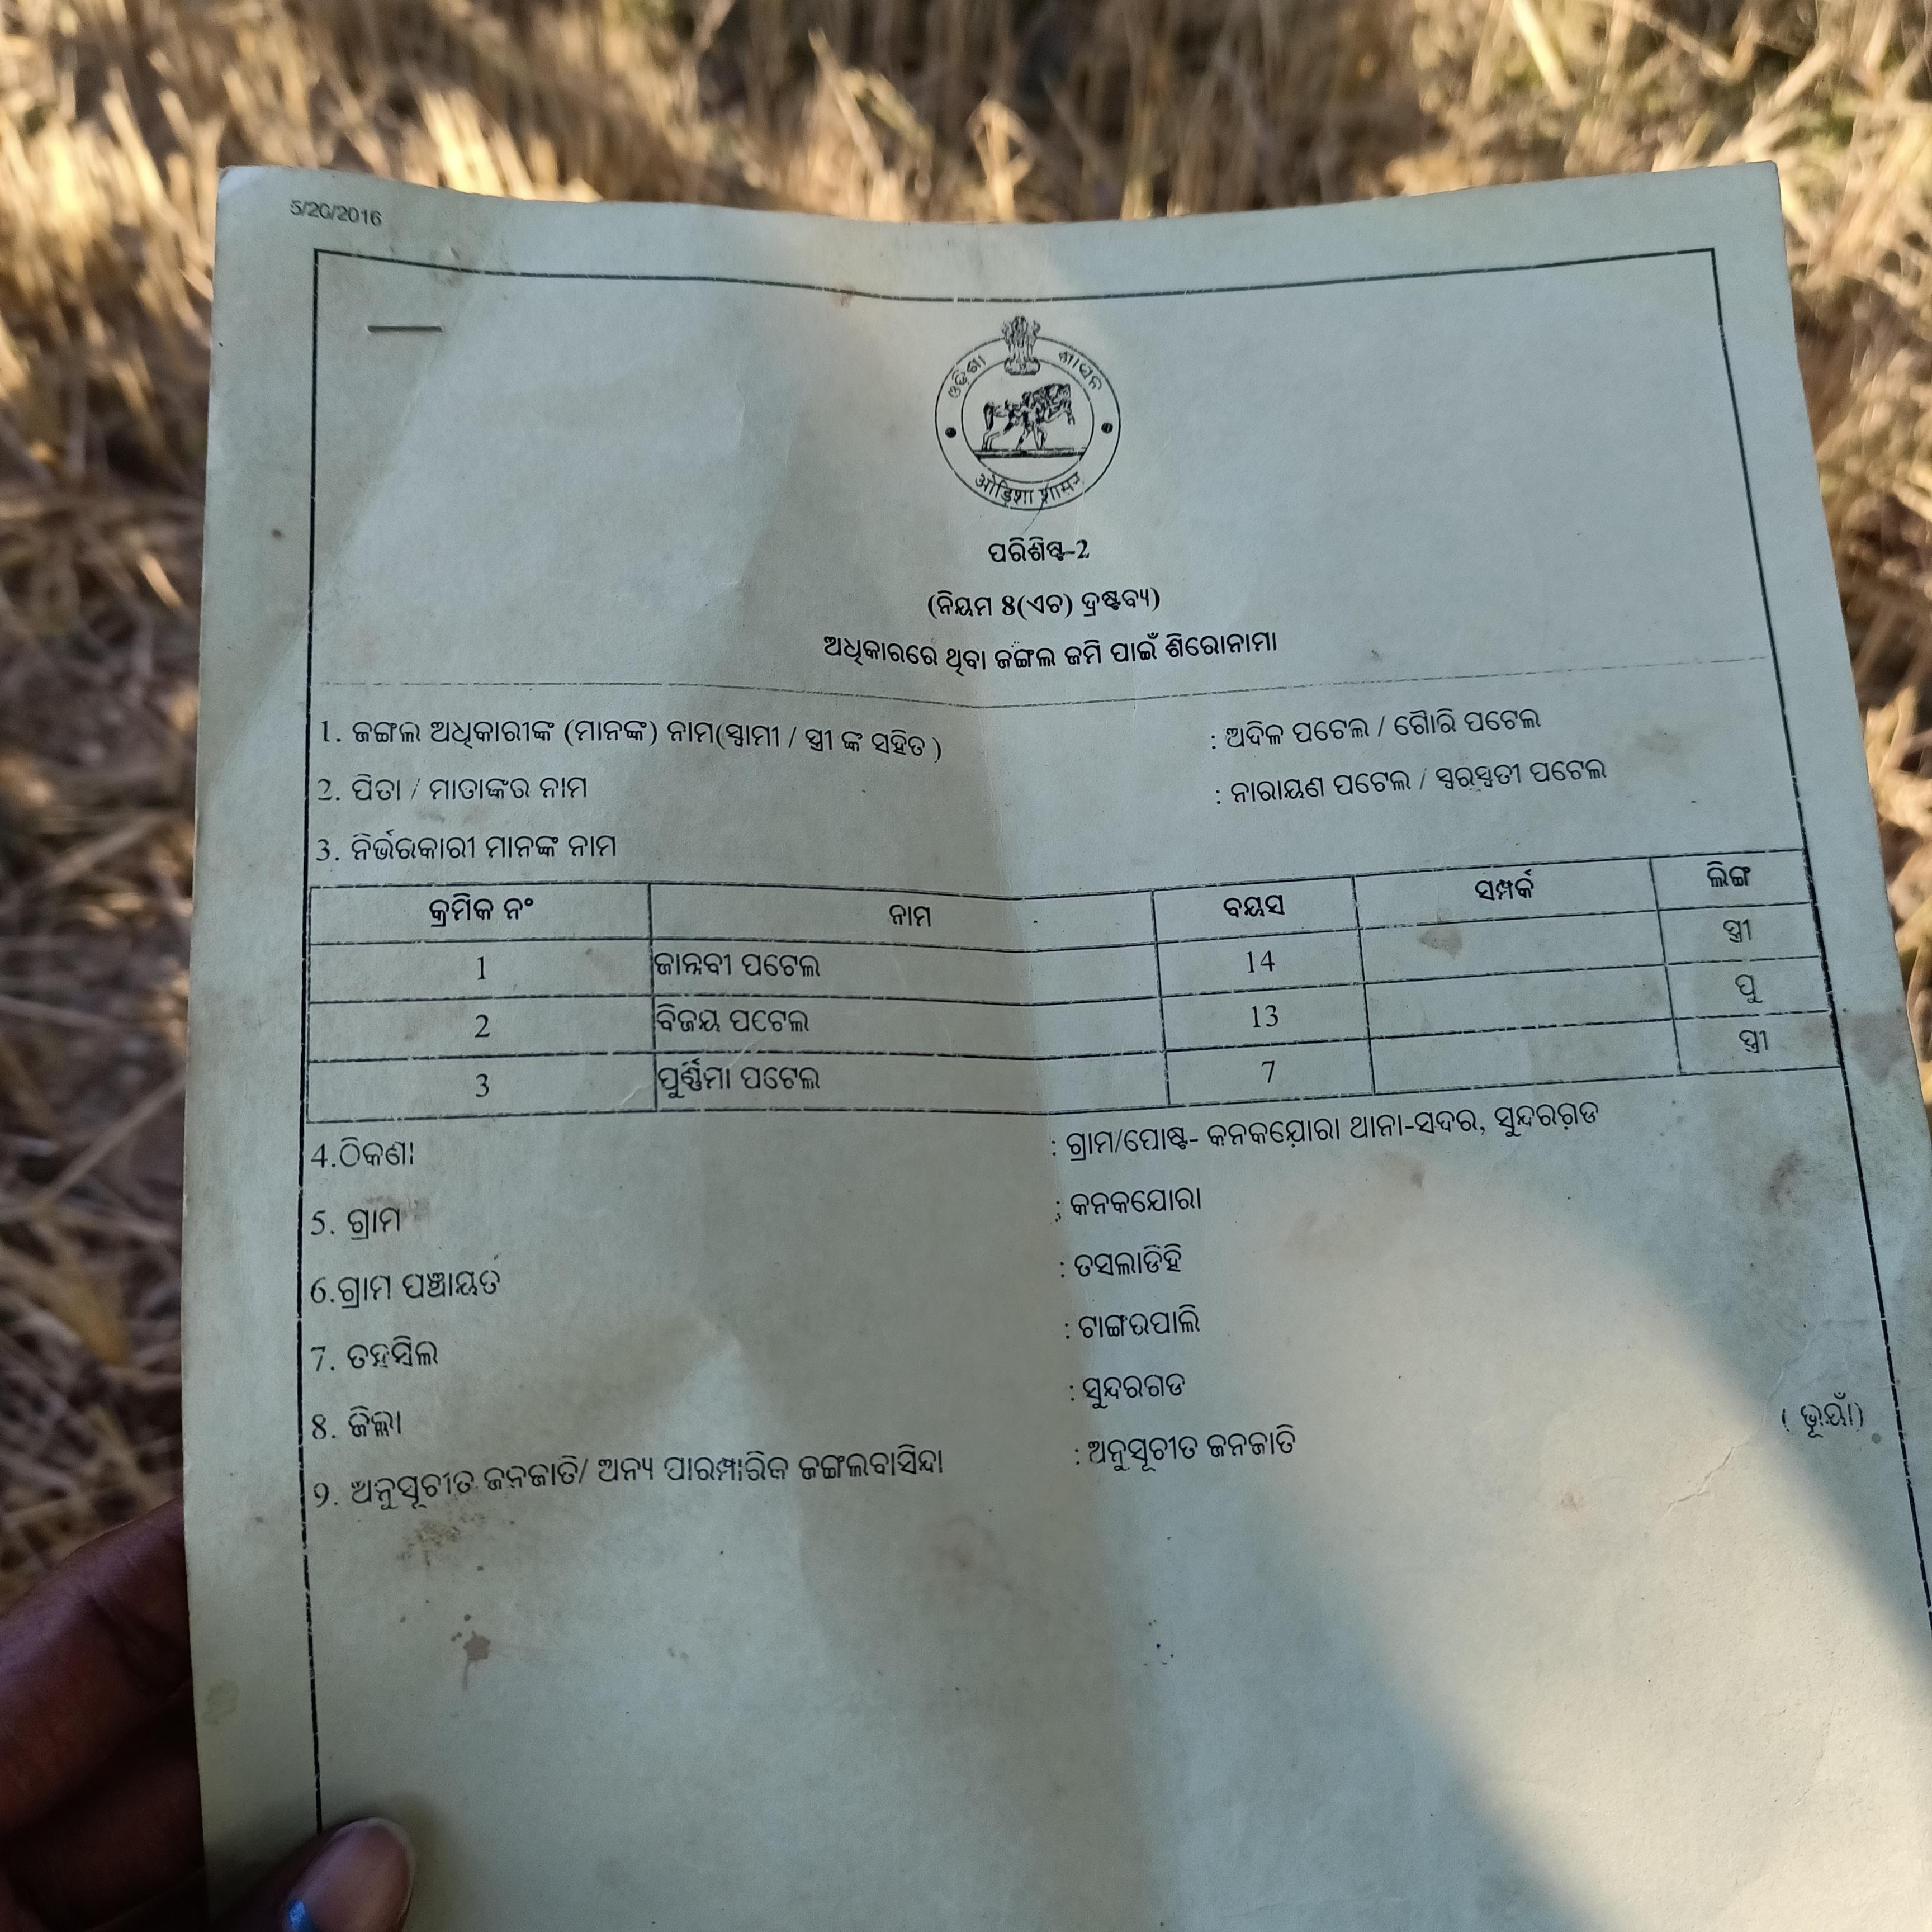 5/20/2016
ଓଡ଼ିଶା ଶାସନ
ओड़िशा शासन
ପରିଶିଷ୍ଟ-2
(ନିୟମ 8(ଏଚ) ଦ୍ରଷ୍ଟବ୍ୟ)
ଅଧିକାରରେ ଥିବା ଜଙ୍ଗଲ ଜମି ପାଇଁ ଶିରୋନାମା
1. ଜଙ୍ଗଲ ଅଧିକାରୀଙ୍କ (ମାନଙ୍କ) ନାମ(ସ୍ୱାମୀ / ସ୍ତ୍ରୀ ଙ୍କ ସହିତ ) : ଅଦିଳ ପଟେଲ / ଗୌରି ପଟେଲ
2. ପିତା / ମାତାଙ୍କର ନାମ : ନାରାୟଣ ପଟେଲ / ସ୍ୱରସ୍ୱତୀ ପଟେଲ
3. ନିର୍ଭରକାରୀ ମାନଙ୍କ ନାମ
କ୍ରମିକ ନଂ ନାମ ବୟସ ସମ୍ପର୍କ ଲିଙ୍ଗ
1 ଜାନ୍ନବୀ ପଟେଲ 14 ସ୍ତ୍ରୀ
2 ବିଜୟ ପଟେଲ 13 ପୁ
3 ପୁର୍ଣ୍ଣିମା ପଟେଲ 7 ସ୍ତ୍ରୀ
4.ଠିକଣା : ଗ୍ରାମ/ପୋଷ୍ଟ- କନକଯୋରା ଥାନା-ସଦର, ସୁନ୍ଦରଗଡ
5. ଗ୍ରାମ : କନକଯୋରା
6.ଗ୍ରାମ ପଞ୍ଚାୟତ : ତସଲାଡିହି
7. ତହସିଲ : ଟାଙ୍ଗରପାଲି
8. ଜିଲ୍ଲା : ସୁନ୍ଦରଗଡ
9. ଅନୁସୂଚୀତ ଜନଜାତି/ ଅନ୍ୟ ପାରମ୍ପାରିକ ଜଙ୍ଗଲବାସିନ୍ଦା : ଅନୁସୂଚୀତ ଜନଜାତି ( ଭୂୟାଁ)